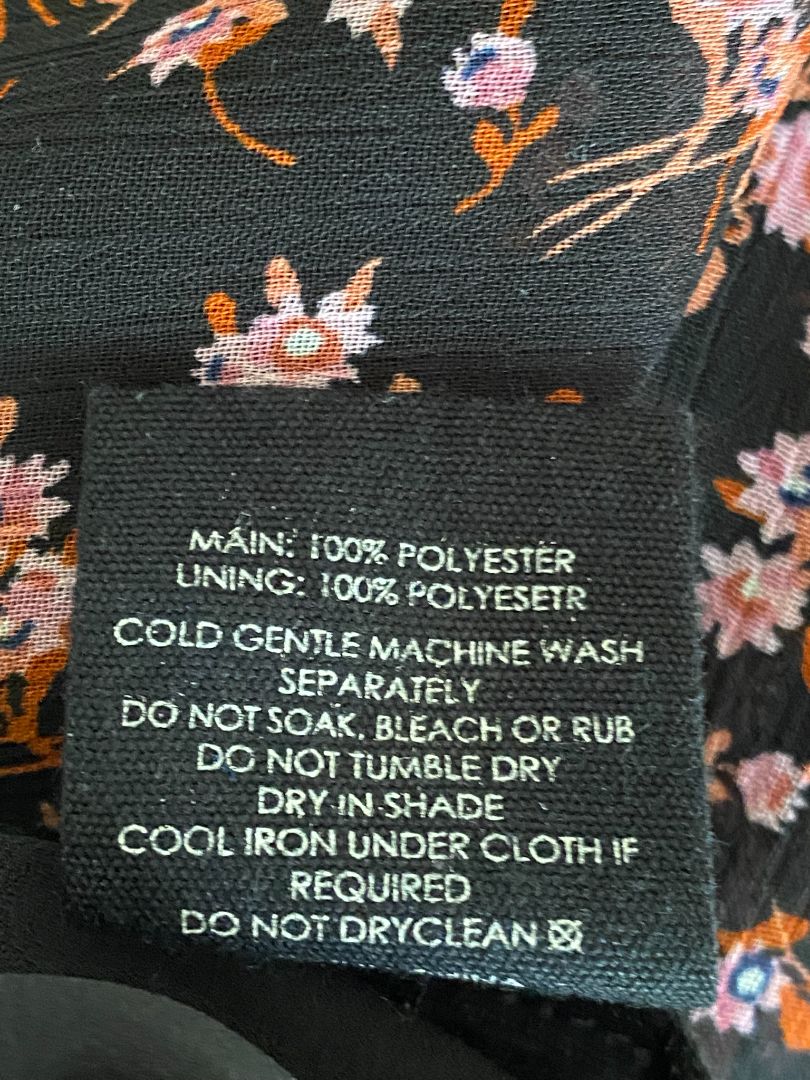 MAIN: 100% POLYESTER
LINING: 100% POLYESETR
COLD GENTLE MACHINE WASH
SEPARATELY
DO NOT SOAK, BLEACH OR RUB
DO NOT TUMBLE DRY
DRY IN SHADE
COOL IRON UNDER CLOTH IF
REQUIRED
DO NOT DRYCLEAN